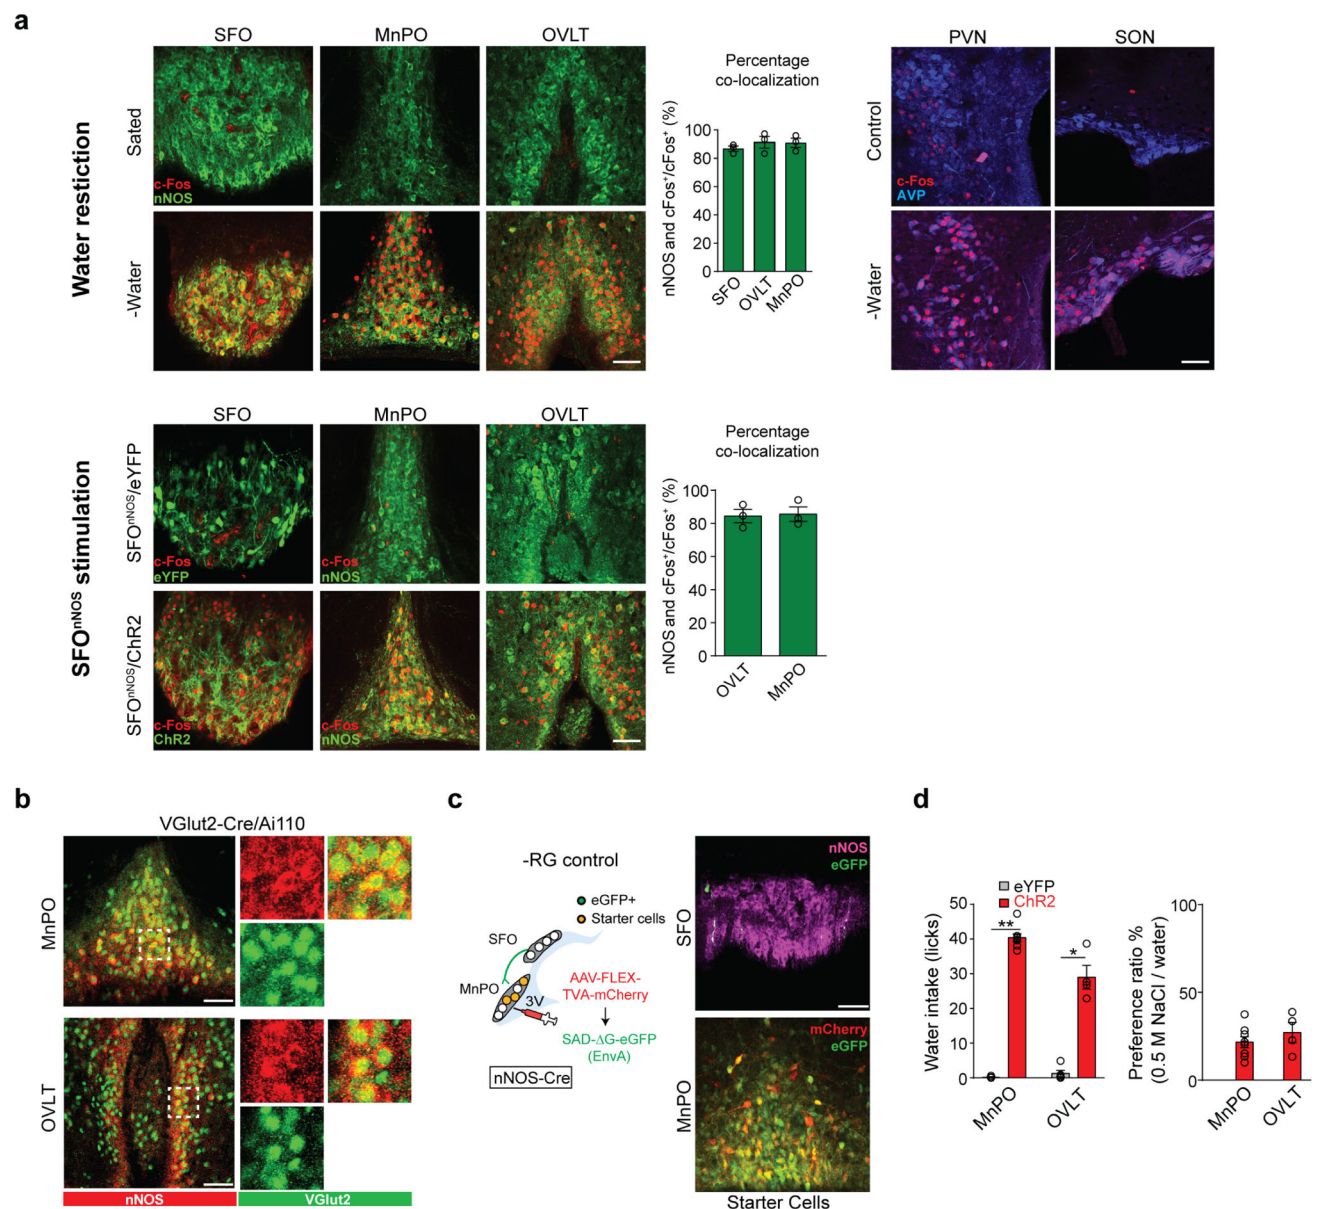 a
SFO
MnPO
OVLT
Percentage
co-localization
PVN
SON
Water restiction
Sated
c-Fos
nNOS
-Water
nNOS and cFos⁺/cFos⁺ (%)
100
80
60
40
20
0
SFO
OVLT
MnPO
Control
c-Fos
AVP
-Water
SFO
MnPO
OVLT
Percentage
co-localization
SFOⁿᴺᴼˢ stimulation
SFOⁿᴺᴼˢ/eYFP
c-Fos
eYFP
c-Fos
nNOS
SFOⁿᴺᴼˢ/ChR2
c-Fos
ChR2
c-Fos
nNOS
nNOS and cFos⁺/cFos⁺ (%)
100
80
60
40
20
0
OVLT
MnPO
b
VGlut2-Cre/Ai110
MnPO
OVLT
nNOS
VGlut2
c
-RG control
eGFP+
Starter cells
SFO
MnPO
3V
AAV-FLEX-
TVA-mCherry
SAD-ΔG-eGFP
(EnvA)
nNOS-Cre
SFO
nNOS
eGFP
MnPO
mCherry
eGFP
Starter Cells
d
eYFP
ChR2
Water intake (licks)
50
40
30
20
10
0
**
*
MnPO
OVLT
Preference ratio %
(0.5 M NaCl / water)
100
50
0
MnPO
OVLT